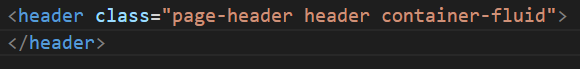 <header class="page-header header container-fluid">
</header>